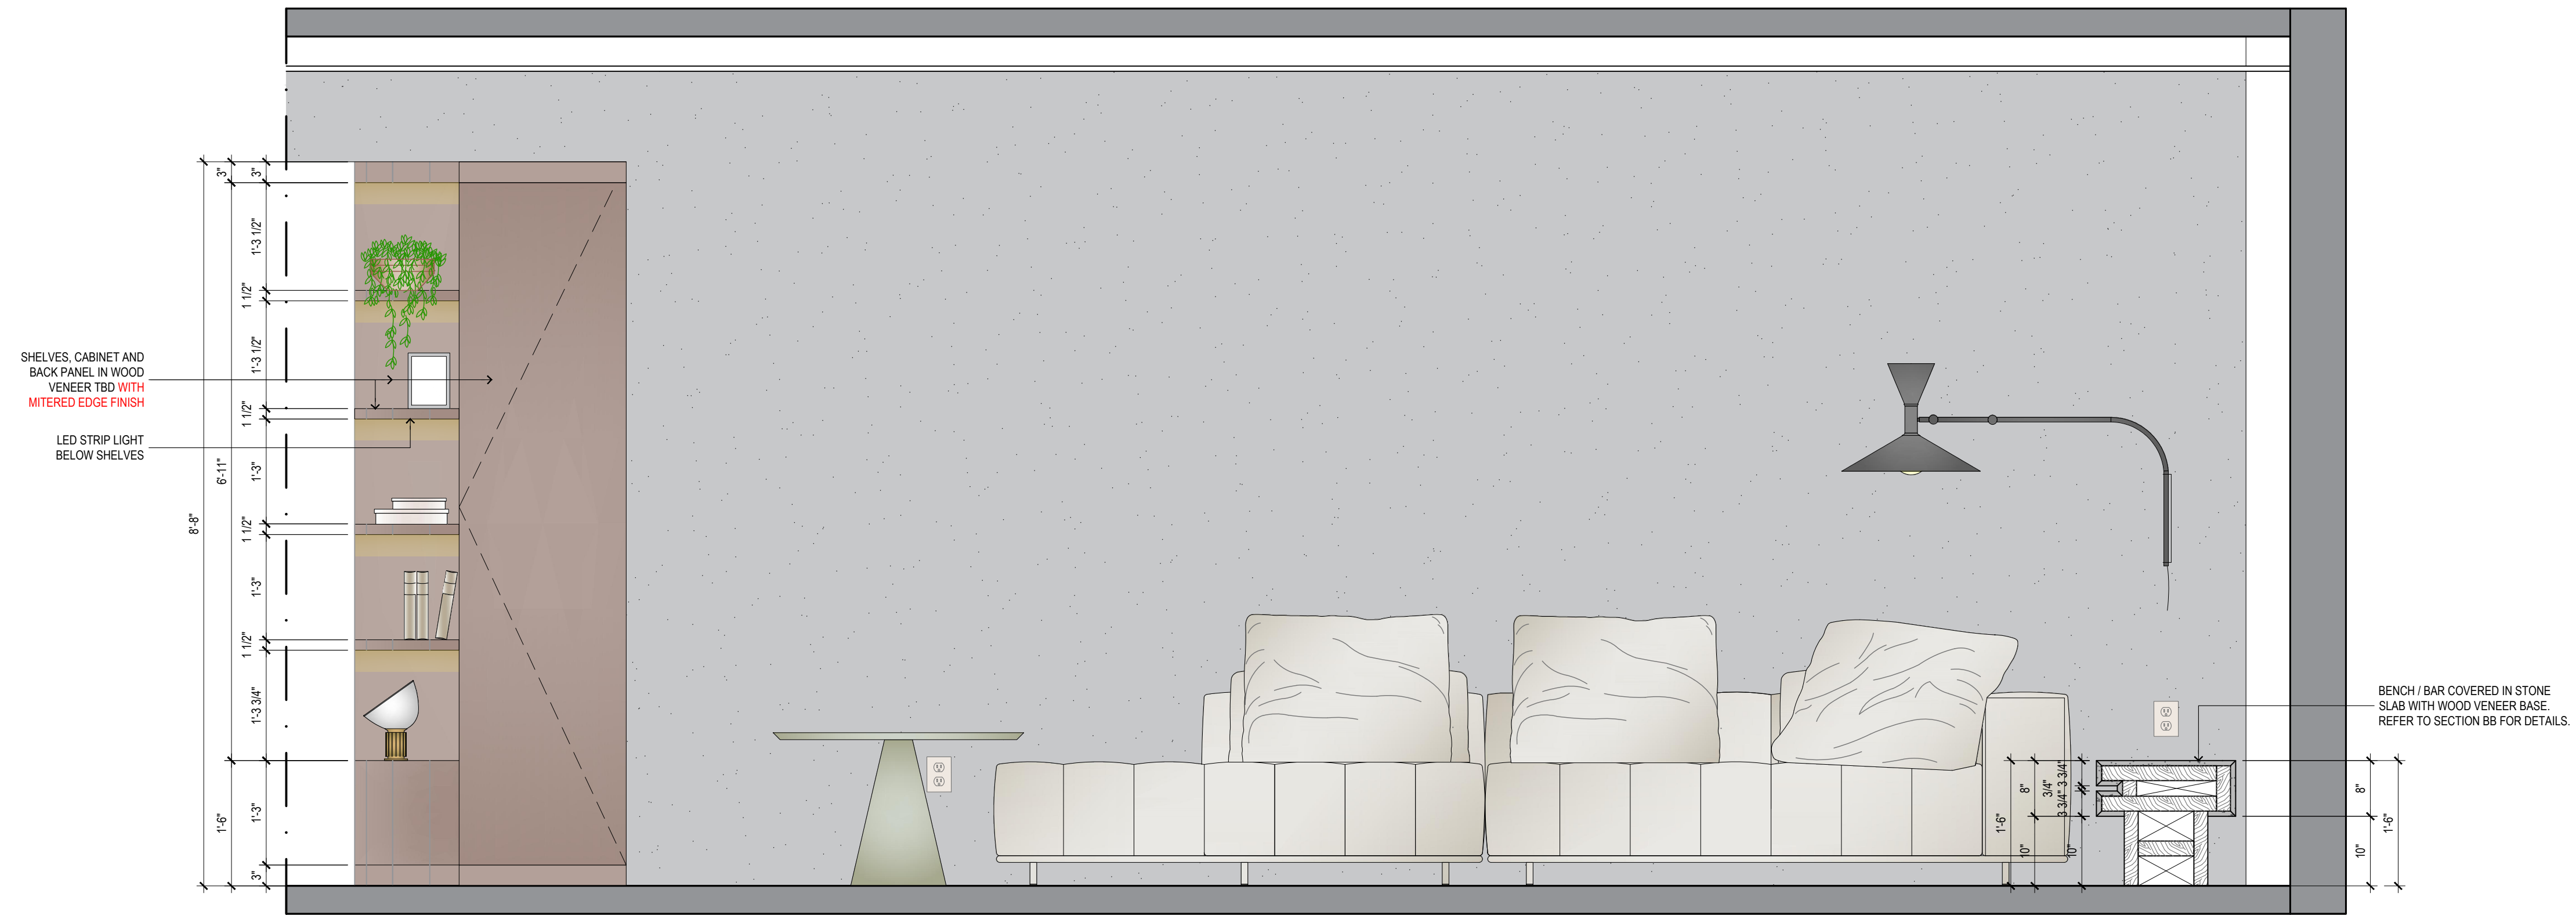 3"
3"
1'-3 1/2"
1 1/2"
1'-3 1/2"
SHELVES, CABINET AND
BACK PANEL IN WOOD
VENEER TBD WITH
MITERED EDGE FINISH
1 1/2"
LED STRIP LIGHT
BELOW SHELVES
6'-11"
1'-3"
8'-8"
1 1/2"
1'-3"
1 1/2"
1'-3 3/4"
1'-6"
1'-3"
3"
BENCH / BAR COVERED IN STONE
SLAB WITH WOOD VENEER BASE.
REFER TO SECTION BB FOR DETAILS.
1'-6"
8"
10"
3/4"
3 3/4"
3 3/4"
10"
8"
10"
1'-6"